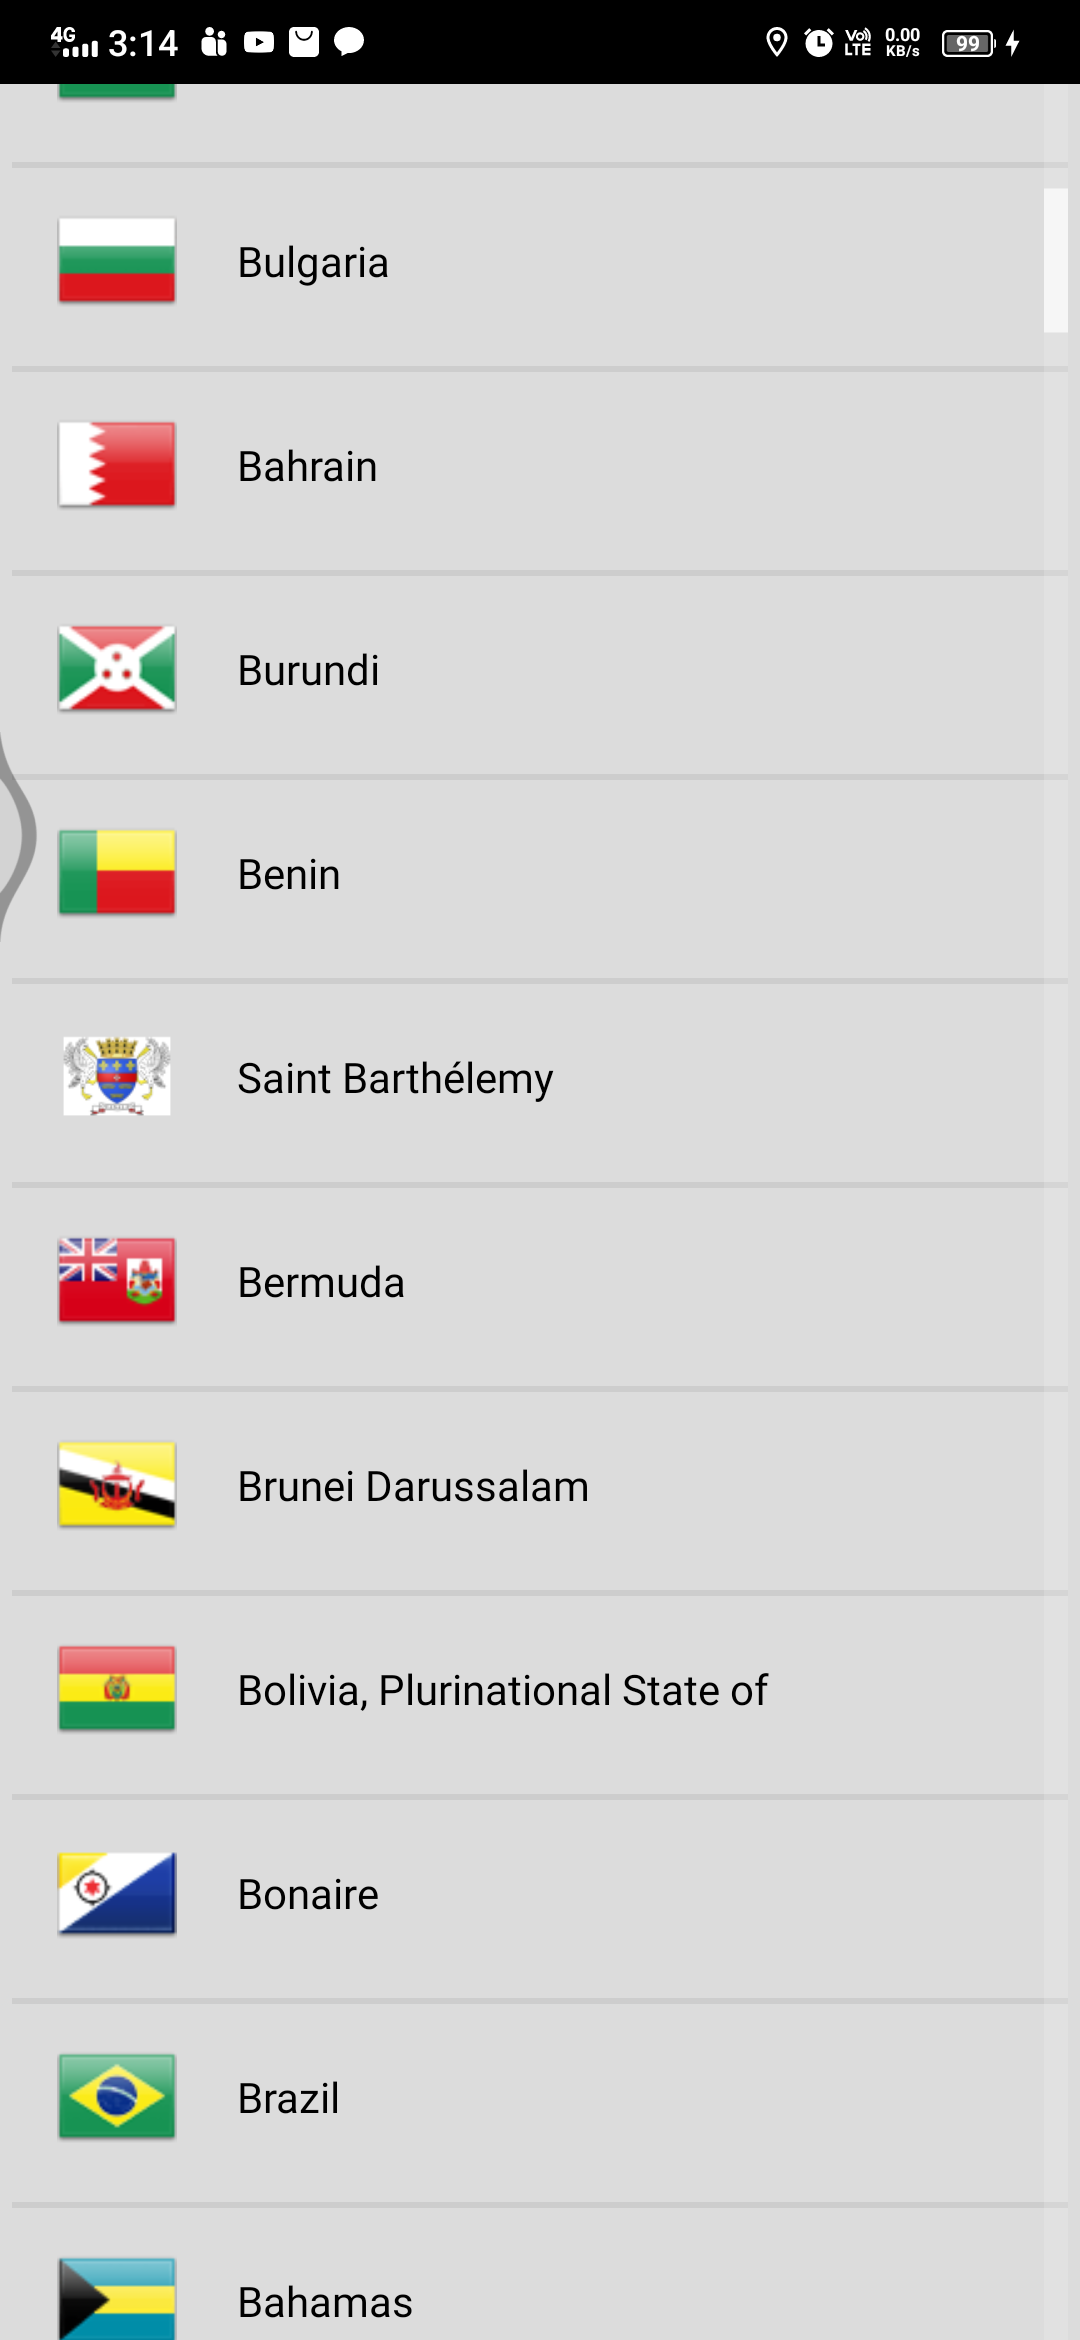 4G 3:14 Vo) LTE 0.00 KB/s 99
Bulgaria
Bahrain
Burundi
Benin
Saint Barthélemy
Bermuda
Brunei Darussalam
Bolivia, Plurinational State of
Bonaire
Brazil
Bahamas